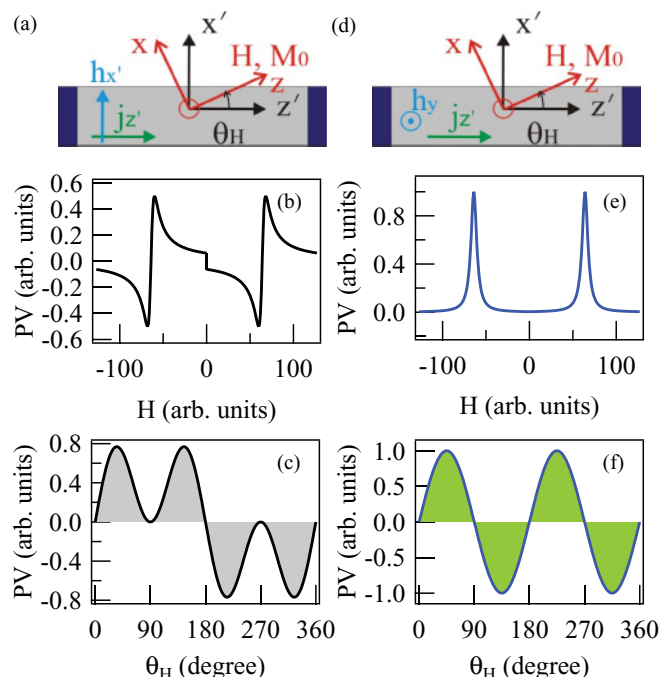 (a)
x
x′
H, M₀
z
z′
hx'
jz'
θH
(d)
x
x′
H, M₀
z
z′
hy
jz'
θH
PV (arb. units)
0.6
0.4
0.2
0.0
-0.2
-0.4
-0.6
(b)
-100
0
100
H (arb. units)
PV (arb. units)
0.8
0.4
0.0
(e)
-100
0
100
H (arb. units)
PV (arb. units)
0.8
0.4
0.0
-0.4
-0.8
(c)
0 90 180 270 360
θH (degree)
PV (arb. units)
1.0
0.5
0.0
-0.5
-1.0
(f)
0 90 180 270 360
θH (degree)